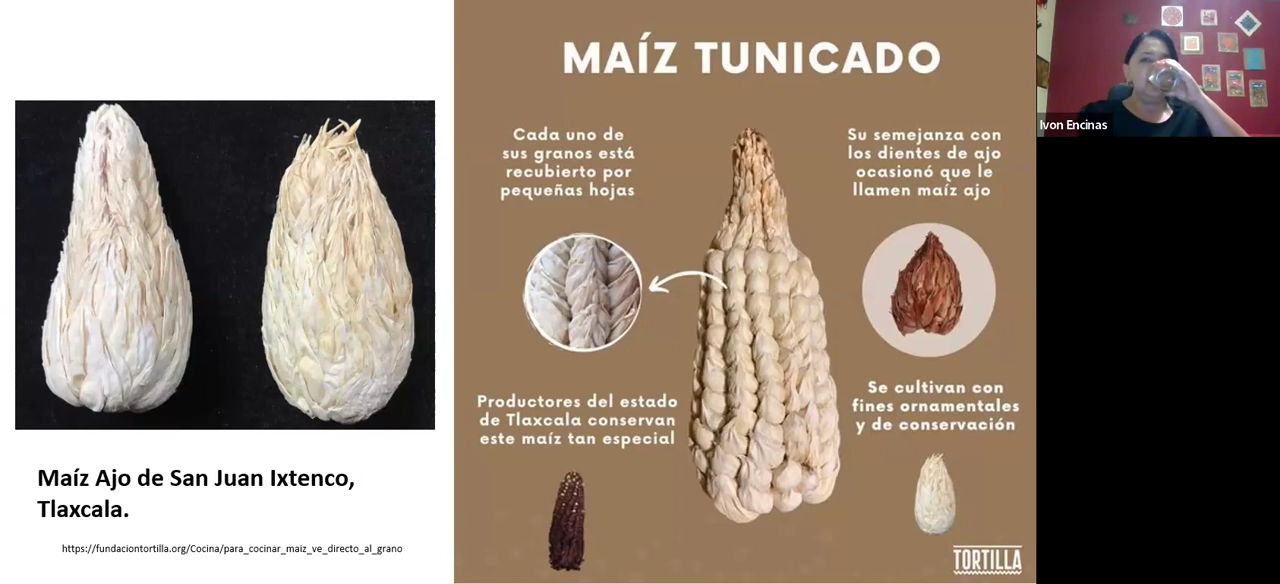 Maíz Ajo de San Juan Ixtenco,
Tlaxcala.
https://fundaciontortilla.org/Cocina/para_cocinar_maiz_ve_directo_al_grano
MAÍZ TUNICADO
Cada uno de
sus granos está
recubierto por
pequeñas hojas
Su semejanza con
los dientes de ajo
ocasionó que le
llamen maíz ajo
Productores del estado
de Tlaxcala conservan
este maíz tan especial
Se cultivan con
fines ornamentales
y de conservación
TORTILLA
Ivon Encinas